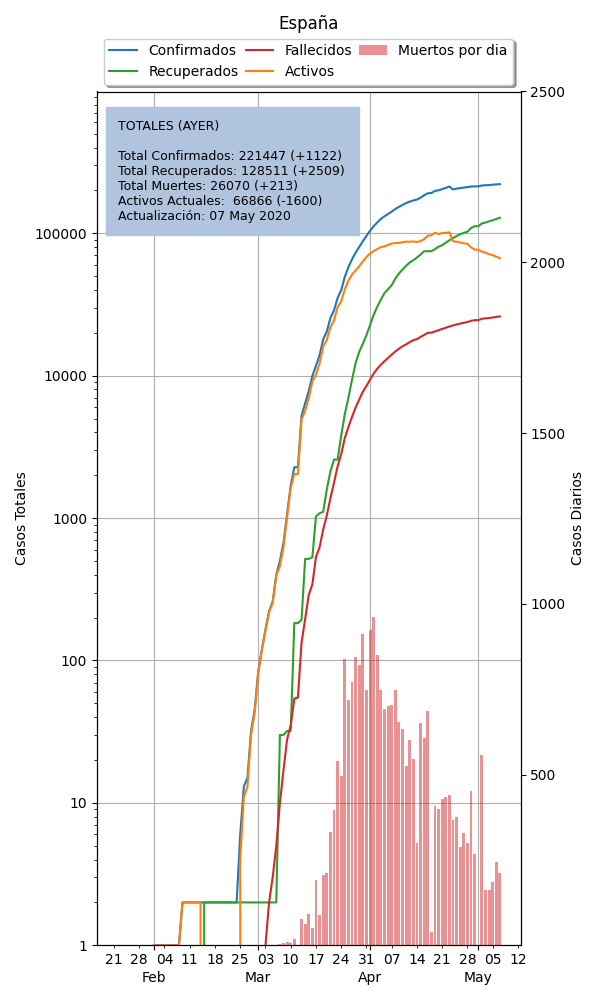 España
Confirmados Fallecidos Muertos por dia
Recuperados Activos
TOTALES (AYER)
Total Confirmados: 221447 (+1122)
Total Recuperados: 128511 (+2509)
Total Muertes: 26070 (+213)
Activos Actuales:  66866 (-1600)
Actualización: 07 May 2020
Casos Totales
100000
10000
1000
100
10
1
2500
2000
1500
1000
500
Casos Diarios
21 28 04 11 18 25 03 10 17 24 31 07 14 21 28 05 12
Feb Mar Apr May